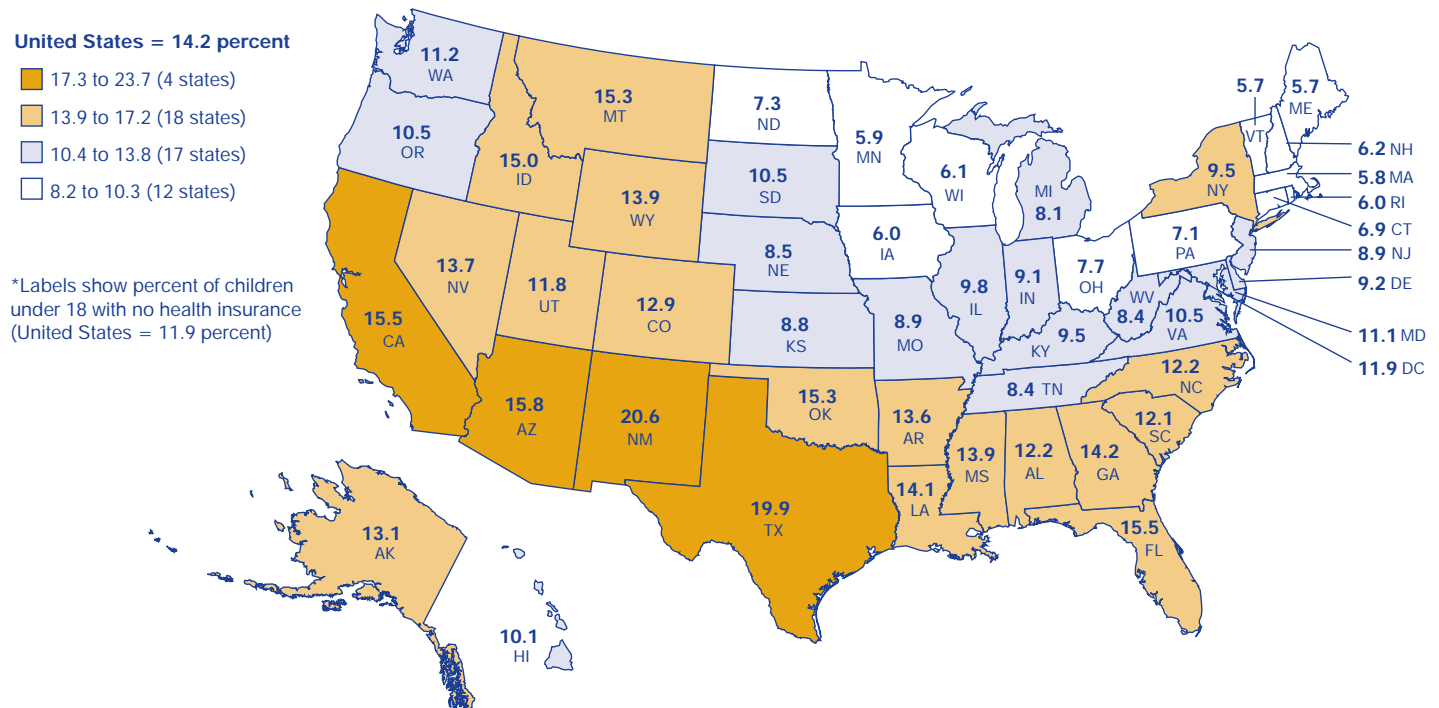 United States = 14.2 percent
17.3 to 23.7 (4 states)
13.9 to 17.2 (18 states)
10.4 to 13.8 (17 states)
8.2 to 10.3 (12 states)
*Labels show percent of children
under 18 with no health insurance
(United States = 11.9 percent)
11.2
WA
10.5
OR
15.0
ID
15.3
MT
7.3
ND
5.9
MN
6.1
WI
MI
8.1
5.7
VT
5.7
ME
6.2 NH
5.8 MA
6.0 RI
6.9 CT
8.9 NJ
9.2 DE
11.1 MD
11.9 DC
9.5
NY
7.1
PA
13.9
WY
10.5
SD
8.5
NE
6.0
IA
9.8
IL
9.1
IN
7.7
OH
WV
8.4
10.5
VA
15.5
CA
13.7
NV
11.8
UT
12.9
CO
8.8
KS
8.9
MO
KY 9.5
8.4 TN
12.2
NC
12.1
SC
15.8
AZ
20.6
NM
15.3
OK
13.6
AR
13.9
MS
12.2
AL
14.2
GA
14.1
LA
19.9
TX
15.5
FL
13.1
AK
10.1
HI